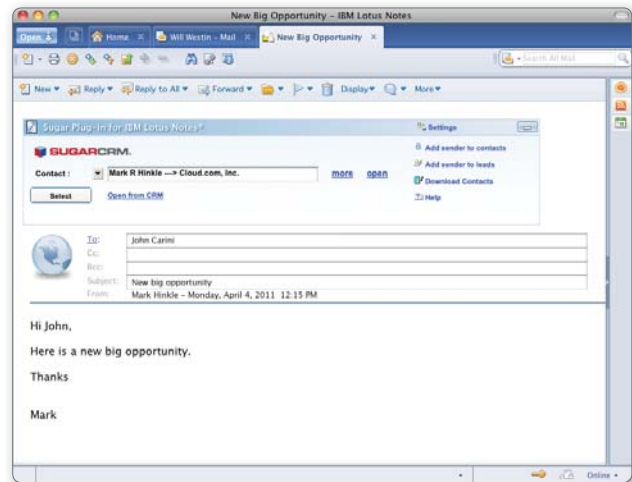 New Big Opportunity - IBM Lotus Notes
Open Home Will Westin - Mail New Big Opportunity
Search All Mail
New Reply Reply to All Forward Display More
Sugar Plug-in for IBM Lotus Notes® Settings
SUGARCRM. Add sender to contacts
Add sender to leads
Contact : Mark R Hinkle ---> Cloud.com, Inc. more open Download Contacts
Select Open from CRM Help
To: John Carini
Cc:
Bcc:
Subject: New big opportunity
From: Mark Hinkle - Monday, April 4, 2011 12:15 PM
Hi John,
Here is a new big opportunity.
Thanks
Mark
Online